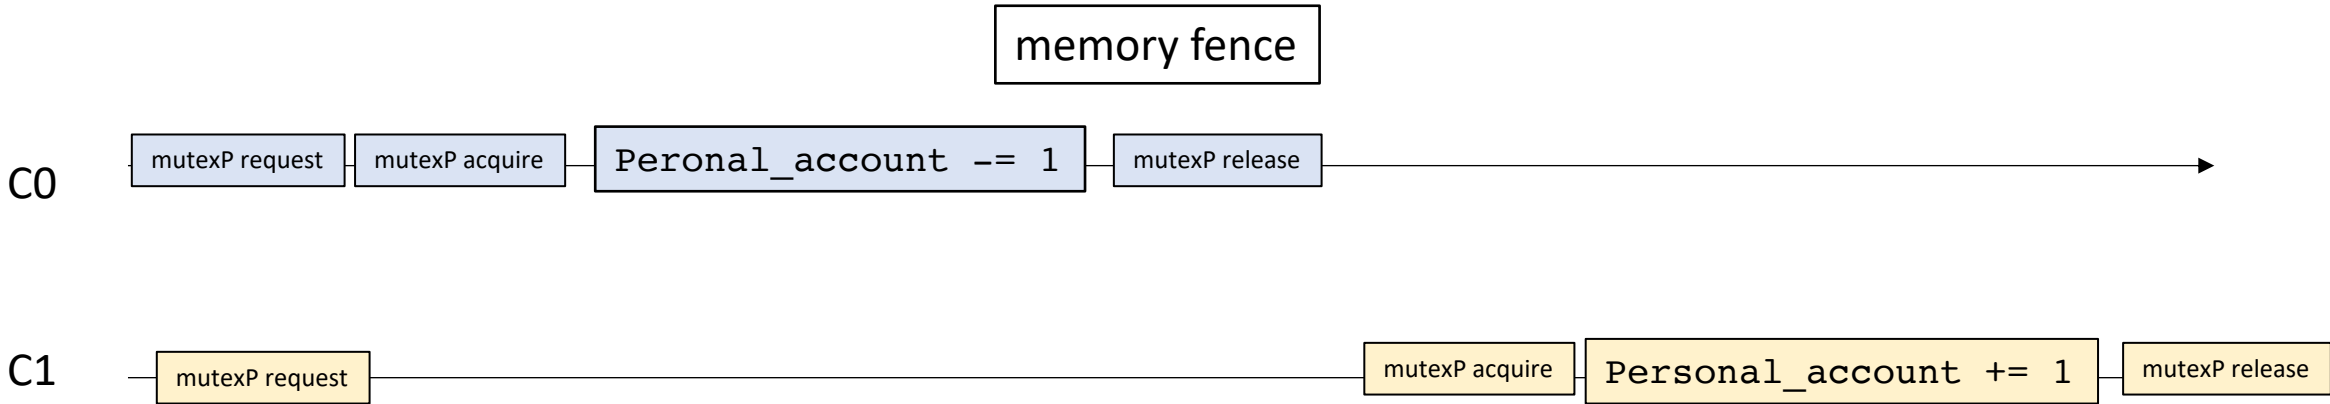 memory fence
C0
mutexP request
mutexP acquire
Peronal_account -= 1
mutexP release
C1
mutexP request
mutexP acquire
Personal_account += 1
mutexP release